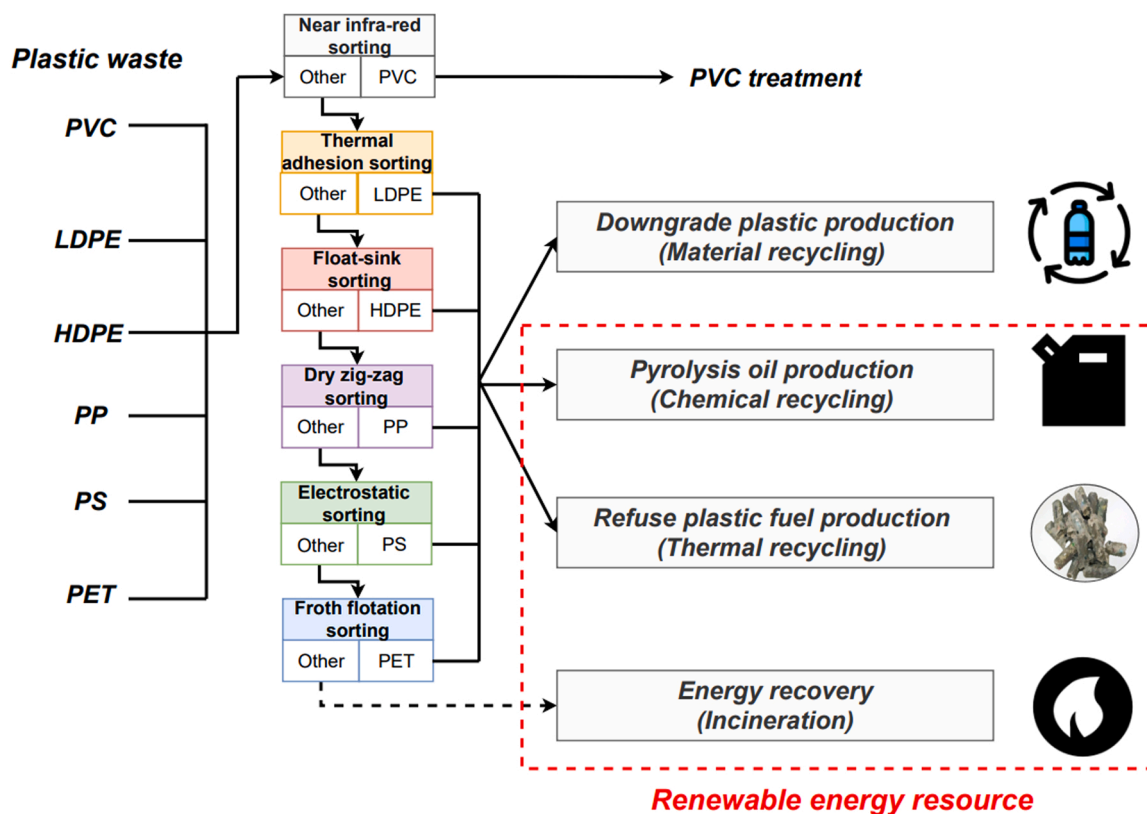 Plastic waste
PVC
LDPE
HDPE
PP
PS
PET
Near infra-red
sorting
Other
PVC
PVC treatment
Thermal
adhesion sorting
Other
LDPE
Float-sink
sorting
Other
HDPE
Dry zig-zag
sorting
Other
PP
Electrostatic
sorting
Other
PS
Froth flotation
sorting
Other
PET
Downgrade plastic production
(Material recycling)
Pyrolysis oil production
(Chemical recycling)
Refuse plastic fuel production
(Thermal recycling)
Energy recovery
(Incineration)
Renewable energy resource